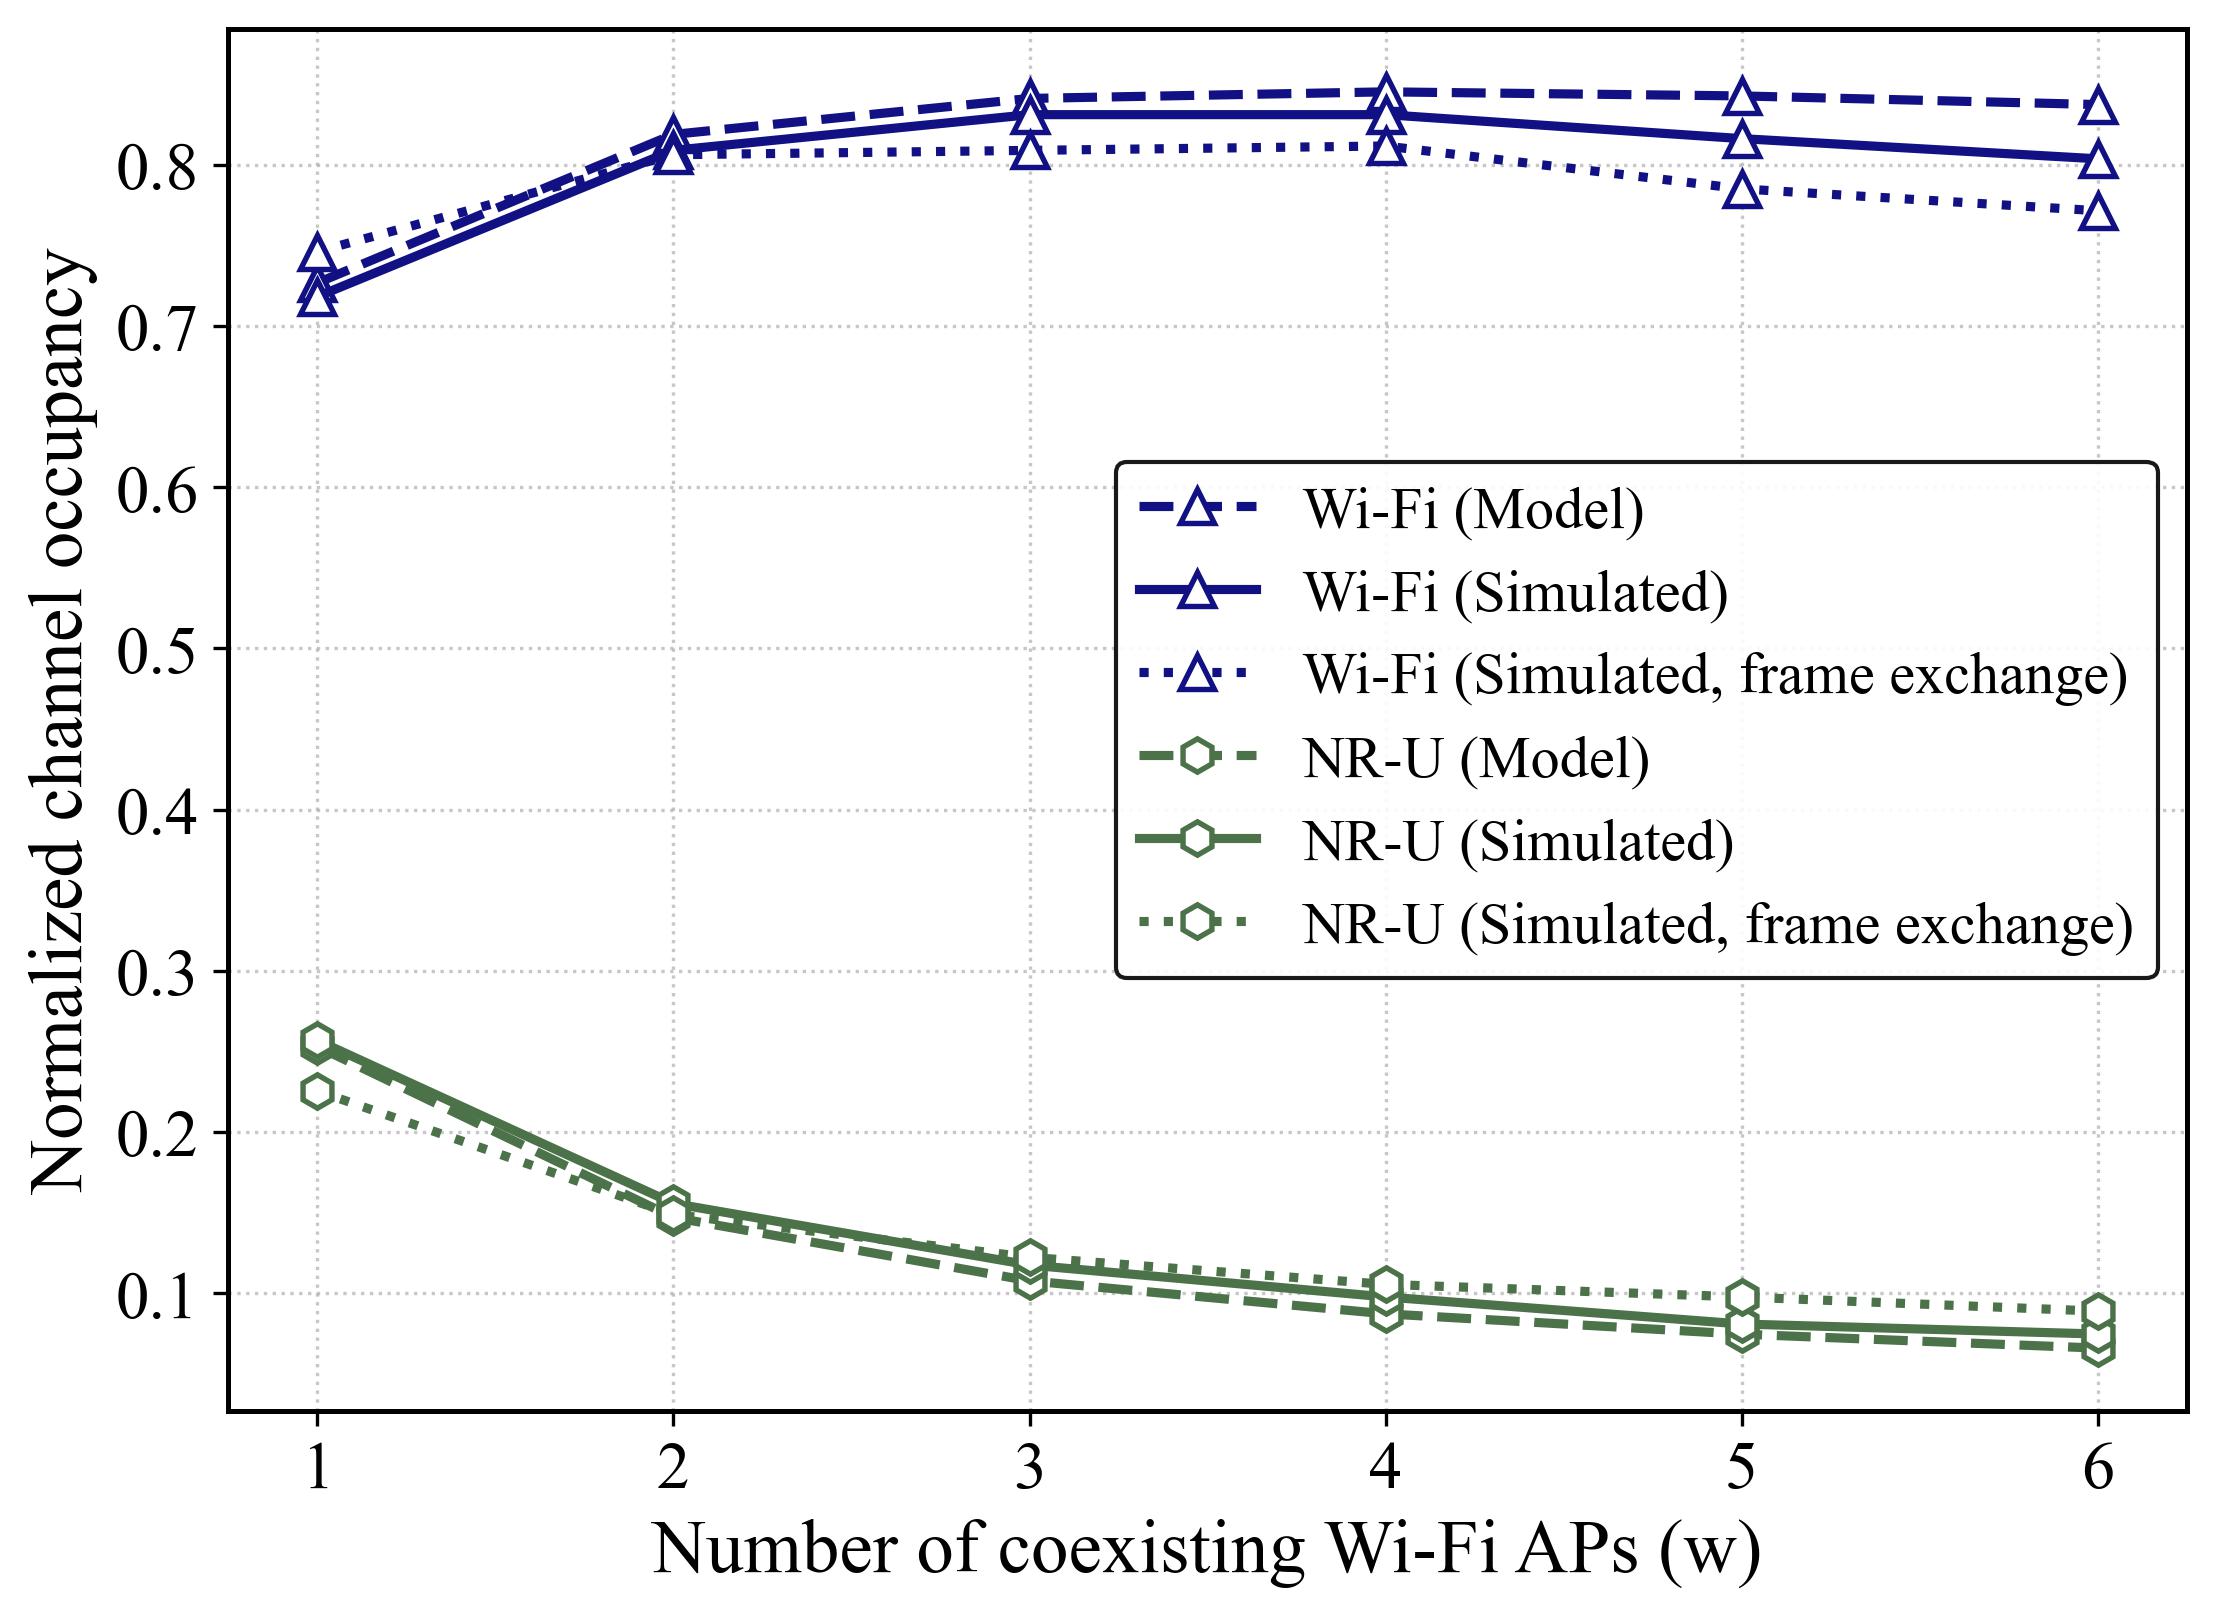 Normalized channel occupancy
0.8
0.7
0.6
0.5
0.4
0.3
0.2
0.1
Wi-Fi (Model)
Wi-Fi (Simulated)
Wi-Fi (Simulated, frame exchange)
NR-U (Model)
NR-U (Simulated)
NR-U (Simulated, frame exchange)
1 2 3 4 5 6
Number of coexisting Wi-Fi APs (w)